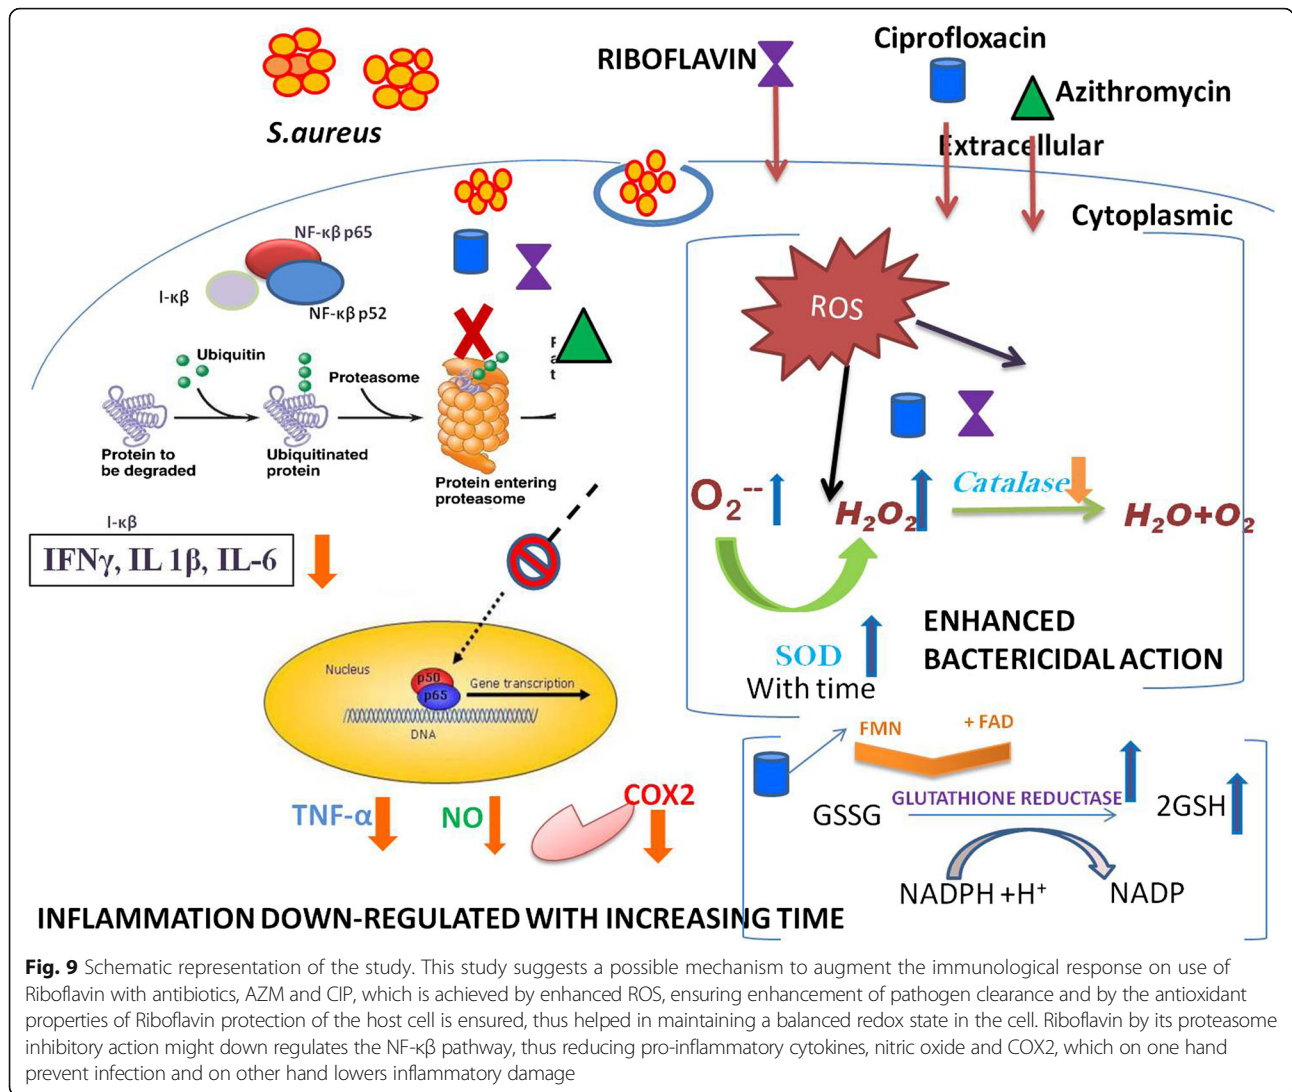 S.aureus
RIBOFLAVIN
Ciprofloxacin
Azithromycin
Extracellular
Cytoplasmic
NF-κβ p65
I-κβ
NF-κβ p52
Ubiquitin
Proteasome
Protein to
be degraded
Ubiquitinated
protein
Protein entering
proteasome
I-κβ
IFNγ, IL 1β, IL-6
Nucleus
p50
p65
Gene transcription
DNA
TNF-α
NO
COX2
INFLAMMATION DOWN-REGULATED WITH INCREASING TIME
ROS
O₂⁻⁻
H₂O₂
Catalase
H₂O+O₂
SOD
With time
ENHANCED
BACTERICIDAL ACTION
FMN
+ FAD
GLUTATHIONE REDUCTASE
GSSG
2GSH
NADPH +H⁺
NADP
Fig. 9 Schematic representation of the study. This study suggests a possible mechanism to augment the immunological response on use of
Riboflavin with antibiotics, AZM and CIP, which is achieved by enhanced ROS, ensuring enhancement of pathogen clearance and by the antioxidant
properties of Riboflavin protection of the host cell is ensured, thus helped in maintaining a balanced redox state in the cell. Riboflavin by its proteasome
inhibitory action might down regulates the NF-κβ pathway, thus reducing pro-inflammatory cytokines, nitric oxide and COX2, which on one hand
prevent infection and on other hand lowers inflammatory damage